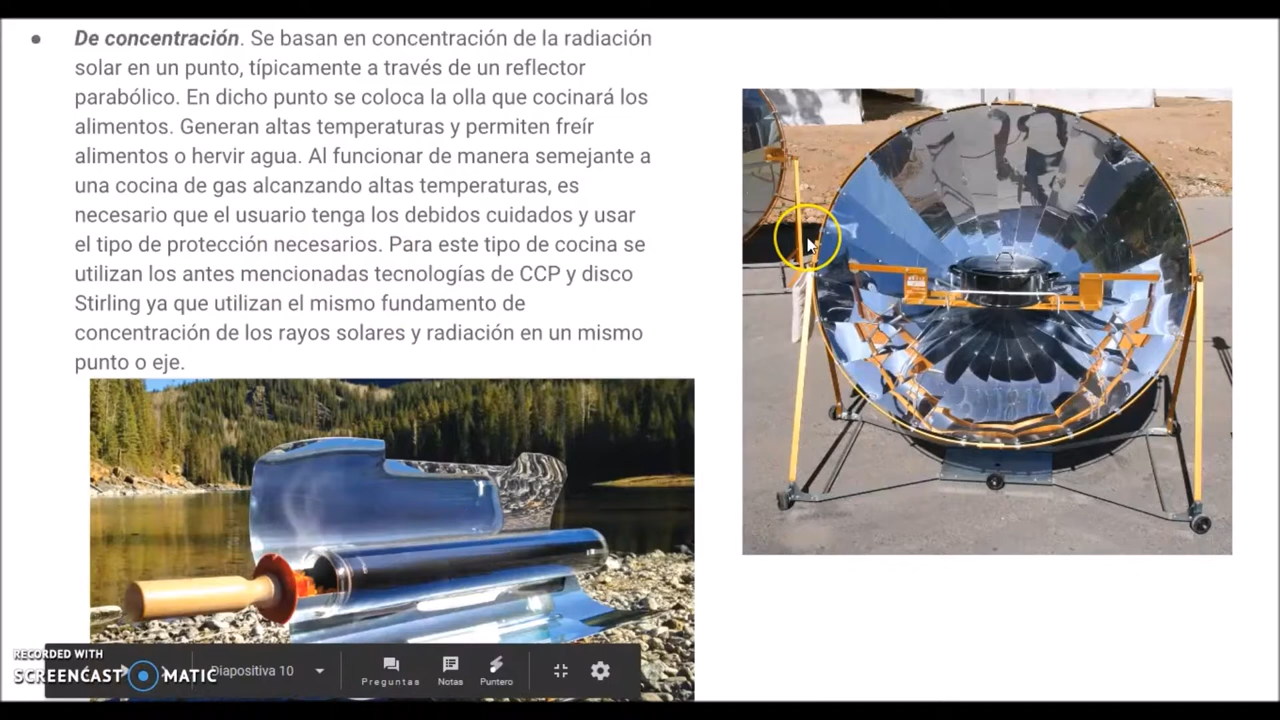 ● De concentración. Se basan en concentración de la radiación
solar en un punto, típicamente a través de un reflector
parabólico. En dicho punto se coloca la olla que cocinará los
alimentos. Generan altas temperaturas y permiten freír
alimentos o hervir agua. Al funcionar de manera semejante a
una cocina de gas alcanzando altas temperaturas, es
necesario que el usuario tenga los debidos cuidados y usar
el tipo de protección necesarios. Para este tipo de cocina se
utilizan los antes mencionadas tecnologías de CCP y disco
Stirling ya que utilizan el mismo fundamento de
concentración de los rayos solares y radiación en un mismo
punto o eje.
RECORDED WITH
SCREENCAST MATIC
Diapositiva 10
Preguntas
Notas
Puntero